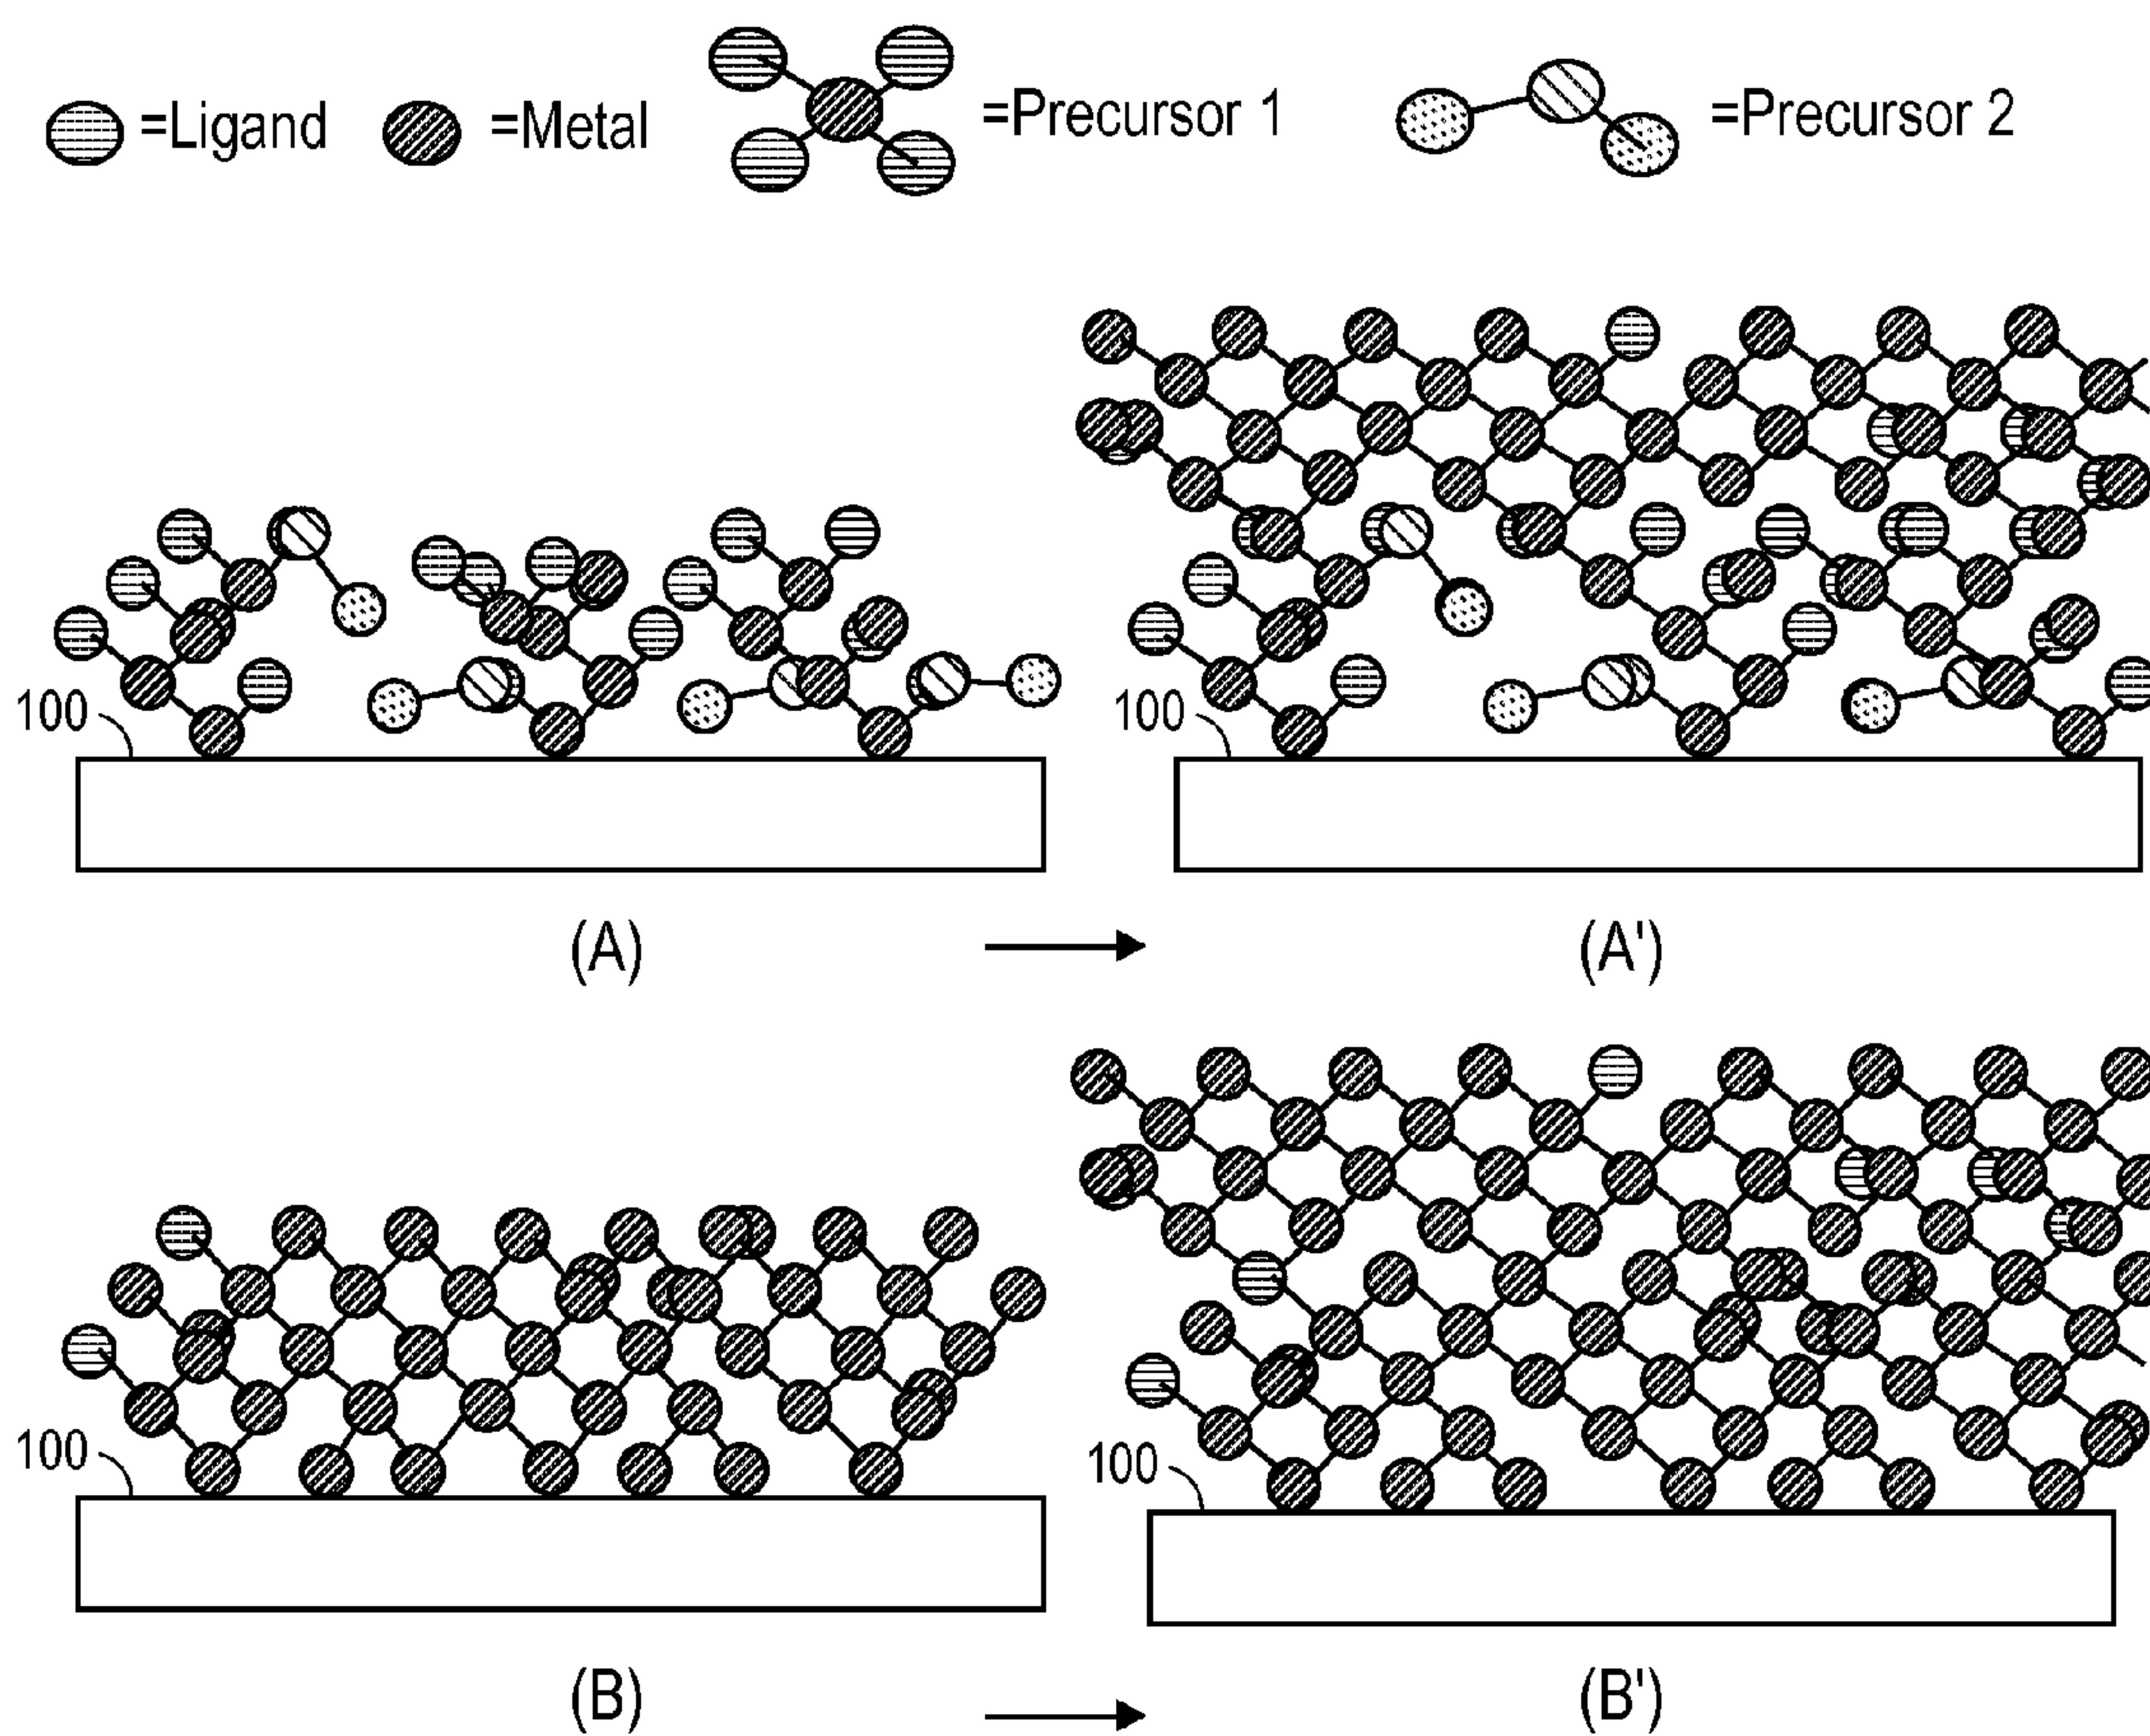 =Ligand =Metal =Precursor 1 =Precursor 2
100 100
(A) (A')
100 100
(B) (B')